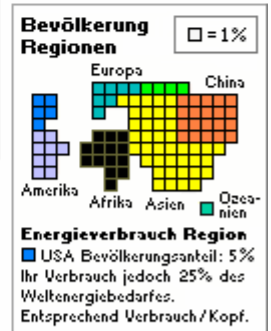 Bevölkerung
Regionen
=1%
Europa
China
Amerika
Afrika
Asien
Ozea-
nien
Energieverbrauch Region
USA Bevölkerungsanteil: 5%
Ihr Verbrauch jedoch 25% des
Weltenergiebedarfes.
Entsprechend Verbrauch/Kopf.